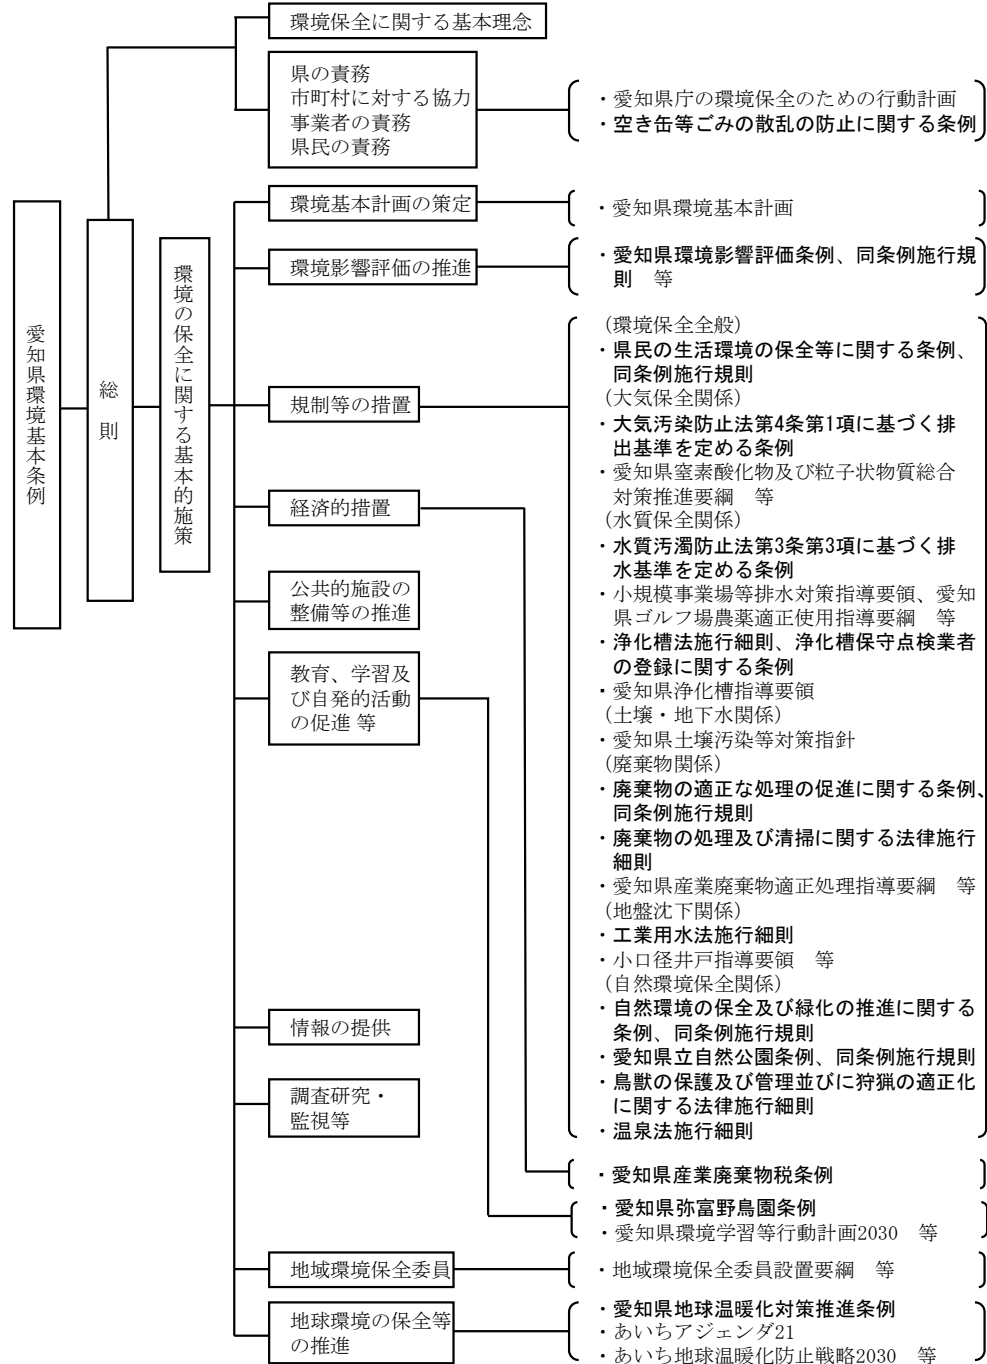 環境保全に関する基本理念
県の責務
市町村に対する協力
事業者の責務
県民の責務
・愛知県庁の環境保全のための行動計画
・空き缶等ごみの散乱の防止に関する条例
愛知県環境基本条例
総則
環境の保全に関する基本的施策
環境基本計画の策定
・愛知県環境基本計画
環境影響評価の推進
・愛知県環境影響評価条例、同条例施行規
則　等
規制等の措置
(環境保全全般)
・県民の生活環境の保全等に関する条例、
同条例施行規則
(大気保全関係)
・大気汚染防止法第4条第1項に基づく排
出基準を定める条例
・愛知県窒素酸化物及び粒子状物質総合
対策推進要綱　等
(水質保全関係)
・水質汚濁防止法第3条第3項に基づく排
水基準を定める条例
・小規模事業場等排水対策指導要領、愛知
県ゴルフ場農薬適正使用指導要綱　等
・浄化槽法施行細則、浄化槽保守点検業者
の登録に関する条例
・愛知県浄化槽指導要領
(土壌・地下水関係)
・愛知県土壌汚染等対策指針
(廃棄物関係)
・廃棄物の適正な処理の促進に関する条例、
同条例施行規則
・廃棄物の処理及び清掃に関する法律施行
細則
・愛知県産業廃棄物適正処理指導要綱　等
(地盤沈下関係)
・工業用水法施行細則
・小口径井戸指導要領　等
(自然環境保全関係)
・自然環境の保全及び緑化の推進に関する
条例、同条例施行規則
・愛知県立自然公園条例、同条例施行規則
・鳥獣の保護及び管理並びに狩猟の適正化
に関する法律施行細則
・温泉法施行細則
経済的措置
・愛知県産業廃棄物税条例
公共的施設の
整備等の推進
教育、学習及
び自発的活動
の促進 等
・愛知県弥富野鳥園条例
・愛知県環境学習等行動計画2030　等
情報の提供
調査研究・
監視等
地域環境保全委員
・地域環境保全委員設置要綱　等
地球環境の保全等
の推進
・愛知県地球温暖化対策推進条例
・あいちアジェンダ21
・あいち地球温暖化防止戦略2030　等